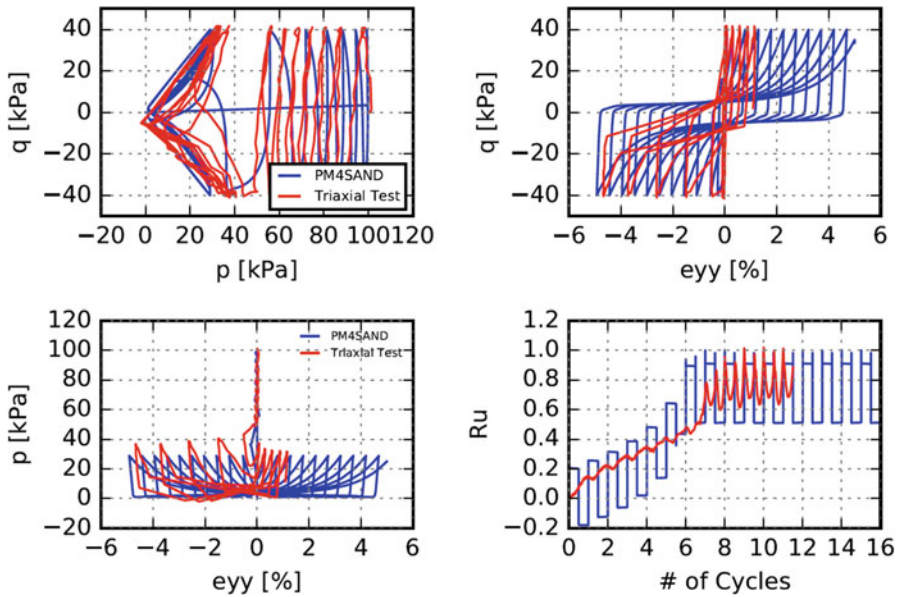 40
20
0
−20
−40
q [kPa]
PM4SAND
Triaxial Test
−20 0 20 40 60 80 100 120
p [kPa]
40
20
0
−20
−40
q [kPa]
−6 −4 −2 0 2 4 6
eyy [%]
120
100
80
60
40
20
0
−20
p [kPa]
PM4SAND
Triaxial Test
−6 −4 −2 0 2 4 6
eyy [%]
1.2
1.0
0.8
0.6
0.4
0.2
0.0
−0.2
Ru
0 2 4 6 8 10 12 14 16
# of Cycles